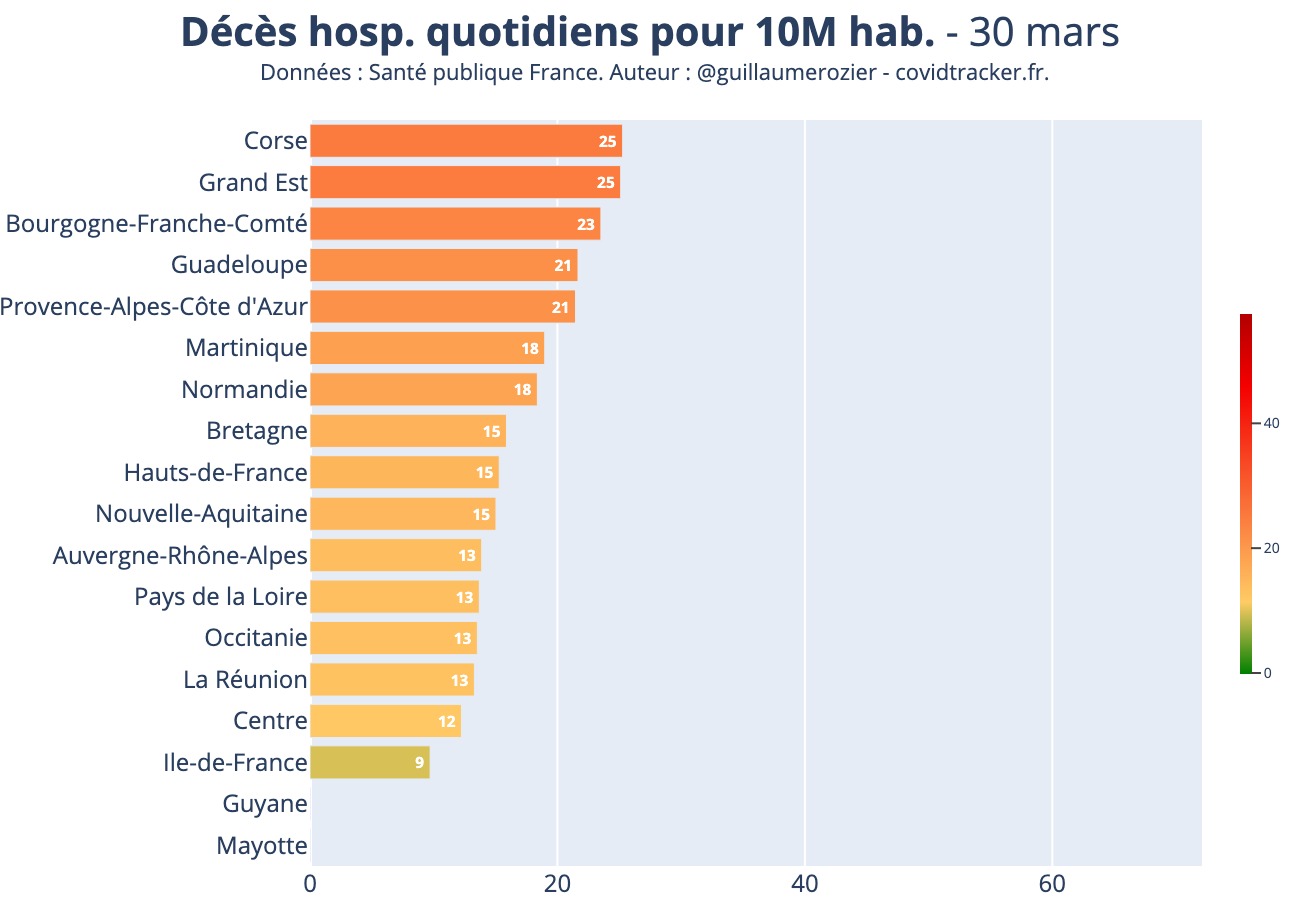 Décès hosp. quotidiens pour 10M hab. - 30 mars
Données : Santé publique France. Auteur : @guillaumerozier - covidtracker.fr.
Corse 25
Grand Est 25
Bourgogne-Franche-Comté 23
Guadeloupe 21
Provence-Alpes-Côte d'Azur 21
Martinique 18
Normandie 18
Bretagne 15
Hauts-de-France 15
Nouvelle-Aquitaine 15
Auvergne-Rhône-Alpes 13
Pays de la Loire 13
Occitanie 13
La Réunion 13
Centre 12
Ile-de-France 9
Guyane
Mayotte
0 20 40 60
40
20
0